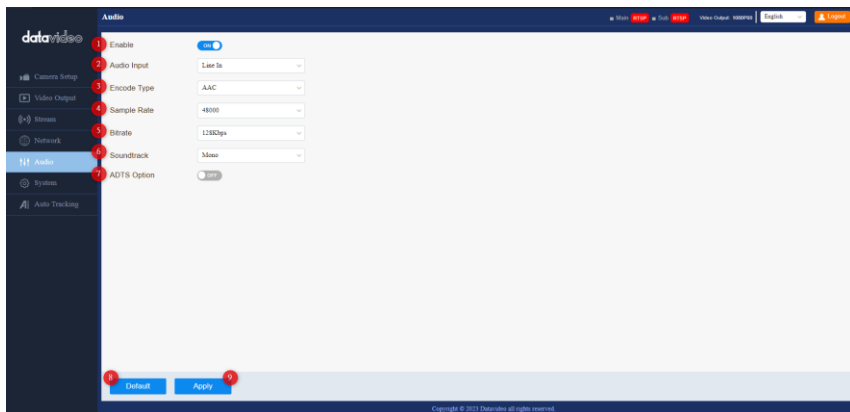 Audio
Main RTSP Sub RTSP Video Output 1080P60 English Logout
datavideo
1 Enable ON
2 Audio Input Line In
Camera Setup
3 Encode Type AAC
Video Output
4 Sample Rate 48000
Stream
5 Bitrate 128Kbps
Network
6 Soundtrack Mono
Audio
7 ADTS Option OFF
System
Auto Tracking
8 Default 9 Apply
Copyright © 2023 Datavideo all rights reserved.